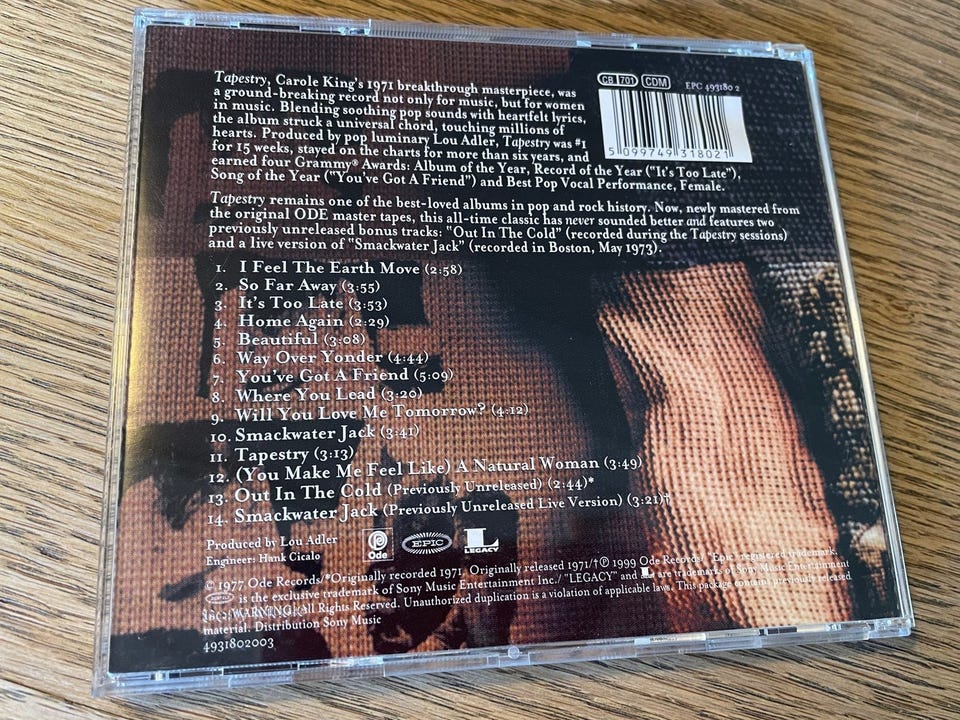 Tapestry, Carole King's 1971 breakthrough masterpiece, was
a ground-breaking record not only for music, but for women
in music. Blending soothing pop sounds with heartfelt lyrics,
the album struck a universal chord, touching millions of
hearts. Produced by pop luminary Lou Adler, Tapestry was #1
for 15 weeks, stayed on the charts for more than six years, and
earned four Grammy® Awards: Album of the Year, Record of the Year ("It's Too Late"),
Song of the Year ("You've Got A Friend") and Best Pop Vocal Performance, Female.
GB 701 CDM EPC 493180 2
5 099749 318021
Tapestry remains one of the best-loved albums in pop and rock history. Now, newly mastered from
the original ODE master tapes, this all-time classic has never sounded better and features two
previously unreleased bonus tracks: "Out In The Cold" (recorded during the Tapestry sessions)
and a live version of "Smackwater Jack" (recorded in Boston, May 1973).
1. I Feel The Earth Move (2:58)
2. So Far Away (3:55)
3. It's Too Late (3:53)
4. Home Again (2:29)
5. Beautiful (3:08)
6. Way Over Yonder (4:44)
7. You've Got A Friend (5:09)
8. Where You Lead (3:20)
9. Will You Love Me Tomorrow? (4:12)
10. Smackwater Jack (3:41)
11. Tapestry (3:13)
12. (You Make Me Feel Like) A Natural Woman (3:49)
13. Out In The Cold (Previously Unreleased) (2:44)*
14. Smackwater Jack (Previously Unreleased Live Version) (3:21)†
Produced by Lou Adler
Engineer: Hank Cicalo
Ode
EPIC
L LEGACY
© 1977 Ode Records/*Originally recorded 1971. Originally released 1971/†℗ 1999 Ode Records/ "Epic" registered trademark.
is the exclusive trademark of Sony Music Entertainment Inc./ "LEGACY" and L are trademarks of Sony Music Entertainment
Inc./WARNING: All Rights Reserved. Unauthorized duplication is a violation of applicable laws. This package contains previously released
material. Distribution Sony Music
4931802003